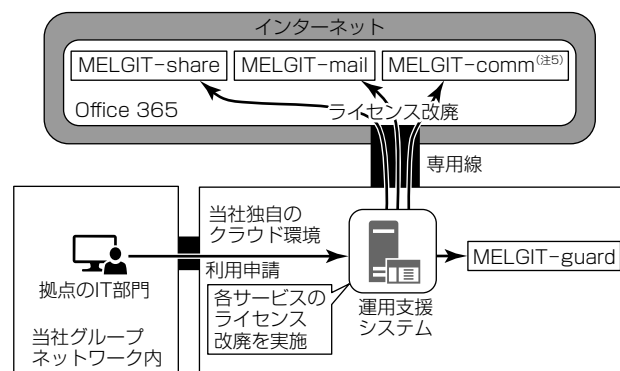 インターネット
MELGIT-share
MELGIT-mail
MELGIT-comm(注5)
Office 365
ライセンス改廃
専用線
当社独自の
クラウド環境
利用申請
拠点のIT部門
当社グループ
ネットワーク内
各サービスの
ライセンス
改廃を実施
運用支援
システム
MELGIT-guard